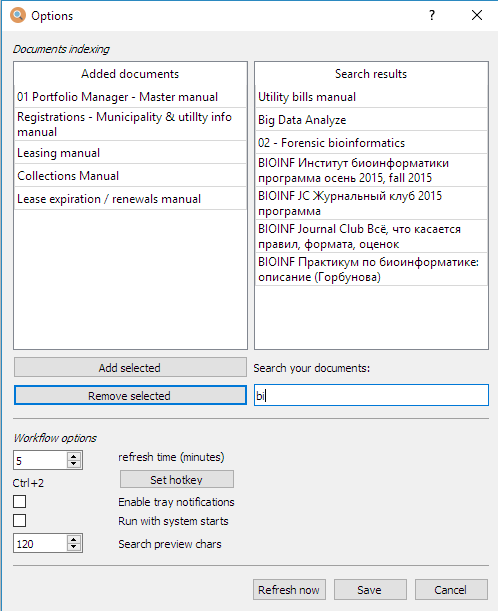 Options
Documents indexing
Added documents
01 Portfolio Manager - Master manual
Registrations - Municipality & utillty info
manual
Leasing manual
Collections Manual
Lease expiration / renewals manual
Search results
Utility bills manual
Big Data Analyze
02 - Forensic bioinformatics
BIOINF Институт биоинформатики
программа осень 2015, fall 2015
BIOINF JC Журнальный клуб 2015
программа
BIOINF Journal Club Всё, что касается
правил, формата, оценок
BIOINF Практикум по биоинформатике:
описание (Горбунова)
Add selected
Remove selected
Search your documents:
bi
Workflow options
5
refresh time (minutes)
Ctrl+2
Set hotkey
Enable tray notifications
Run with system starts
120
Search preview chars
Refresh now
Save
Cancel